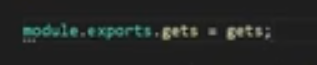 module.exports.gets = gets;